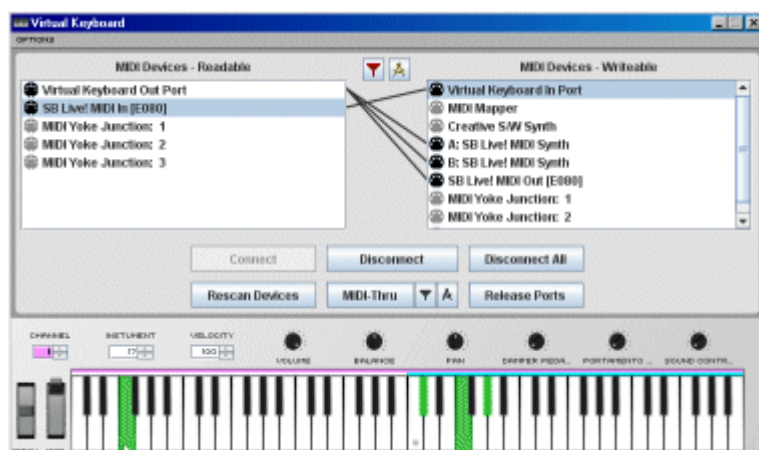 Virtual Keyboard
OPTIONS
MIDI Devices - Readable
MIDI Devices - Writeable
Virtual Keyboard Out Port
SB Live! MIDI In [E080]
MIDI Yoke Junction: 1
MIDI Yoke Junction: 2
MIDI Yoke Junction: 3
Virtual Keyboard In Port
MIDI Mapper
Creative S/W Synth
A: SB Live! MIDI Synth
B: SB Live! MIDI Synth
SB Live! MIDI Out [E080]
MIDI Yoke Junction: 1
MIDI Yoke Junction: 2
Connect
Disconnect
Disconnect All
Rescan Devices
MIDI-Thru
Release Ports
CHANNEL
INSTUMENT
VELOCITY
1
17
100
VOLUME
BALANCE
PAN
DAMPER PEDA...
PORTAMENTO ...
SOUND CONTR...